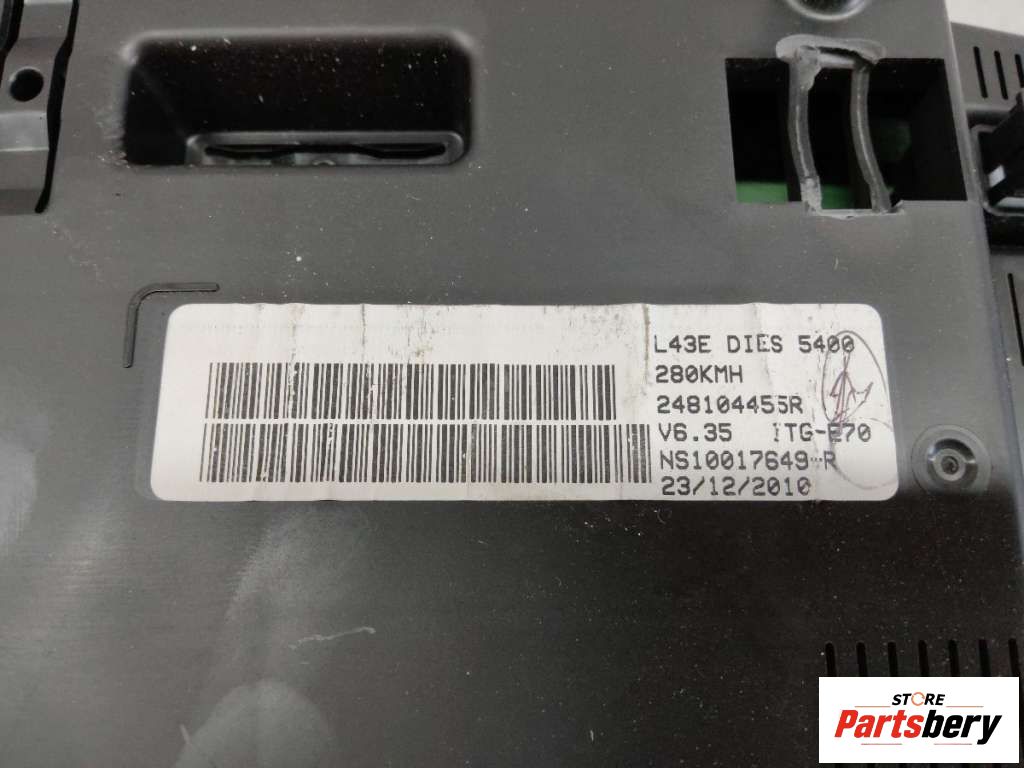 L43E DIES 5400
280KMH
248104455R
V6.35 ITG-E70
NS10017649-R
23/12/2010
STORE
Partsbery